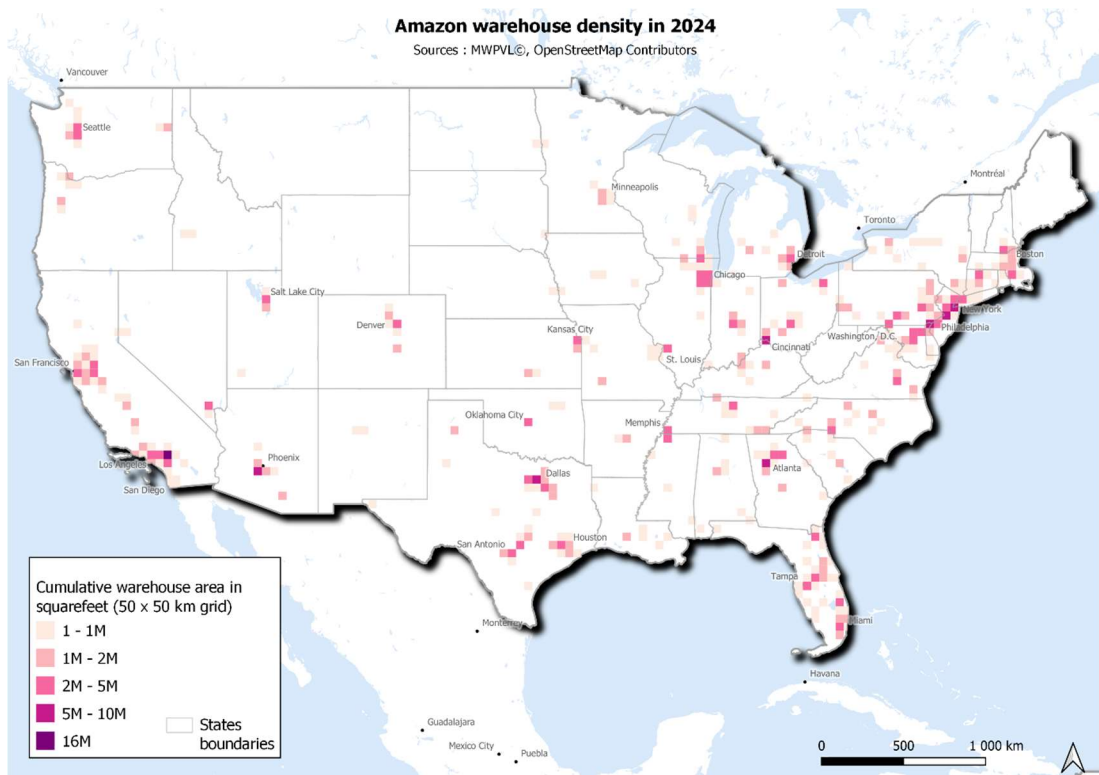 Amazon warehouse density in 2024
Sources : MWPVL©, OpenStreetMap Contributors
Vancouver
Seattle
Montréal
Minneapolis
Toronto
Boston
Detroit
Chicago
Salt Lake City
New York
Denver
Kansas City
Philadelphia
Washington, D.C.
Cincinnati
San Francisco
St. Louis
Oklahoma City
Memphis
Phoenix
Los Angeles
Atlanta
Dallas
San Diego
San Antonio
Houston
Tampa
Miami
Monterrey
Havana
Guadalajara
Mexico City
Puebla
Cumulative warehouse area in
squarefeet (50 x 50 km grid)
1 - 1M
1M - 2M
2M - 5M
5M - 10M
16M
States
boundaries
0 500 1 000 km